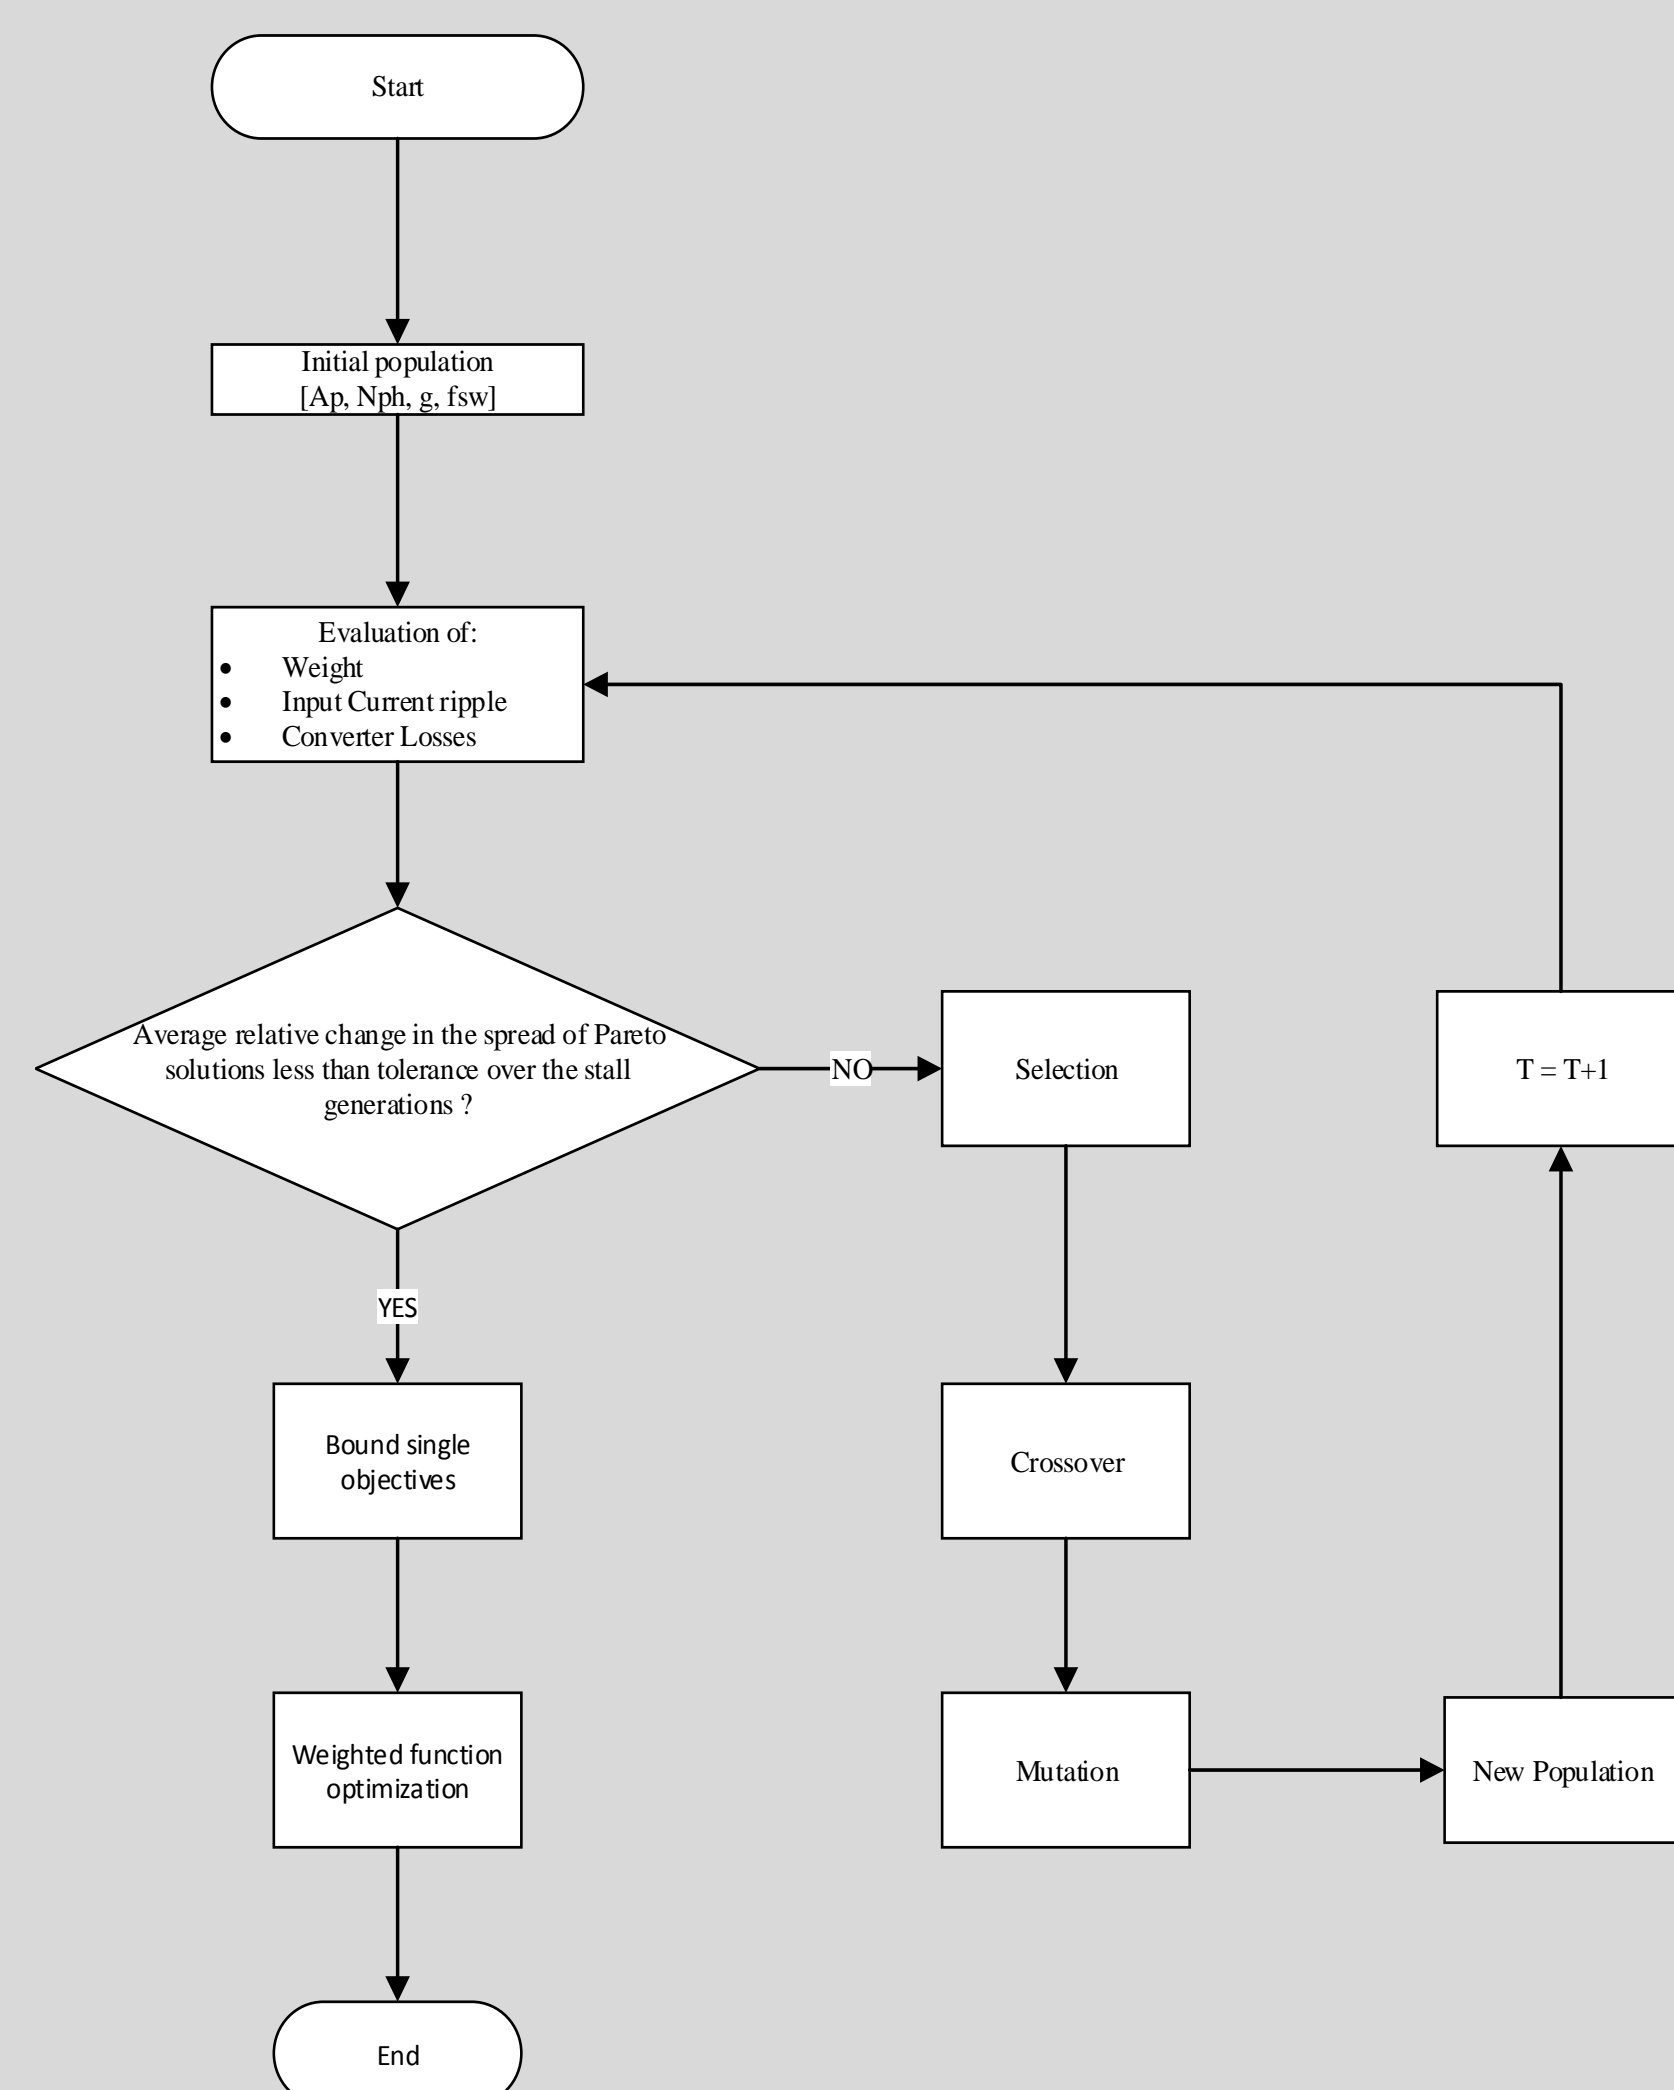 Start
Initial population
[Ap, Nph, g, fsw]
Evaluation of:
• Weight
• Input Current ripple
• Converter Losses
Average relative change in the spread of Pareto
solutions less than tolerance over the stall
generations ?
NO
Selection
T = T+1
YES
Bound single
objectives
Crossover
Weighted function
optimization
Mutation
New Population
End